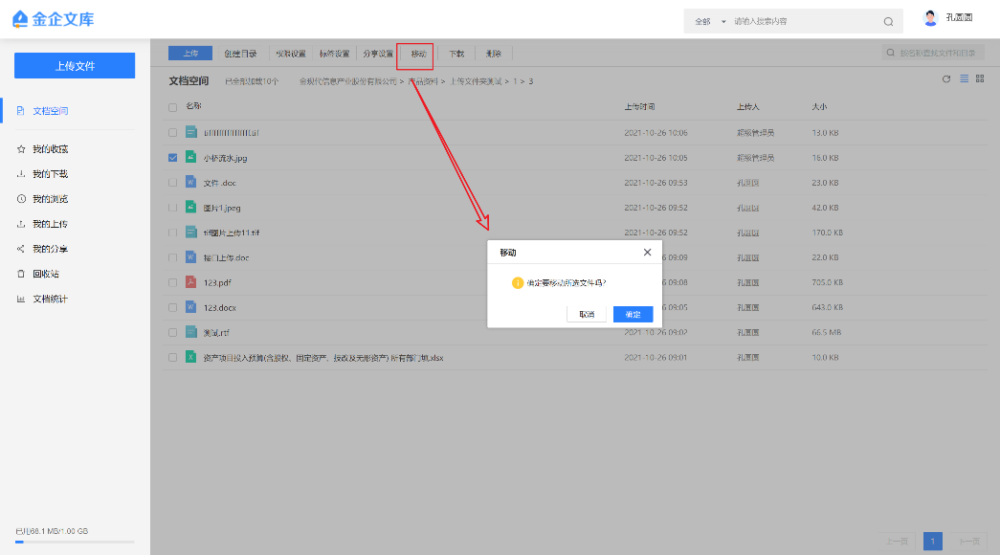 金企文库
全部 请输入搜索内容 孔圆圆
上传文件
文档空间
我的收藏
我的下载
我的浏览
我的上传
我的分享
回收站
文档统计
已用68.1 MB/1.00 GB
上传 创建目录 权限设置 标签设置 分享设置 移动 下载 删除 按名称查找文件和目录
文档空间 已全部加载10个 金现代信息产业股份有限公司 > 产品资料 > 上传文件夹测试 > 1 > 3
名称 上传时间 上传人 大小
2021-10-26 10:06 超级管理员 13.0 KB
小桥流水.jpg 2021-10-26 10:05 超级管理员 16.0 KB
文件 .doc 2021-10-26 09:53 孔圆圆 23.0 KB
图片1.jpeg 2021-10-26 09:52 孔圆圆 42.0 KB
tif图片上传11.tif 2021-10-26 09:52 孔圆圆 170.0 KB
接口上传.doc 09:09 孔圆圆 22.0 KB
123.pdf 09:08 孔圆圆 705.0 KB
123.docx 09:05 孔圆圆 643.0 KB
测试.rtf 2021-10-26 09:02 孔圆圆 66.5 MB
资产项目投入预算(含股权、固定资产、技改及无形资产) 所有部门填.xlsx 2021-10-26 09:01 孔圆圆 10.0 KB
移动
确定要移动所选文件吗?
取消 确定
上一页 1 下一页